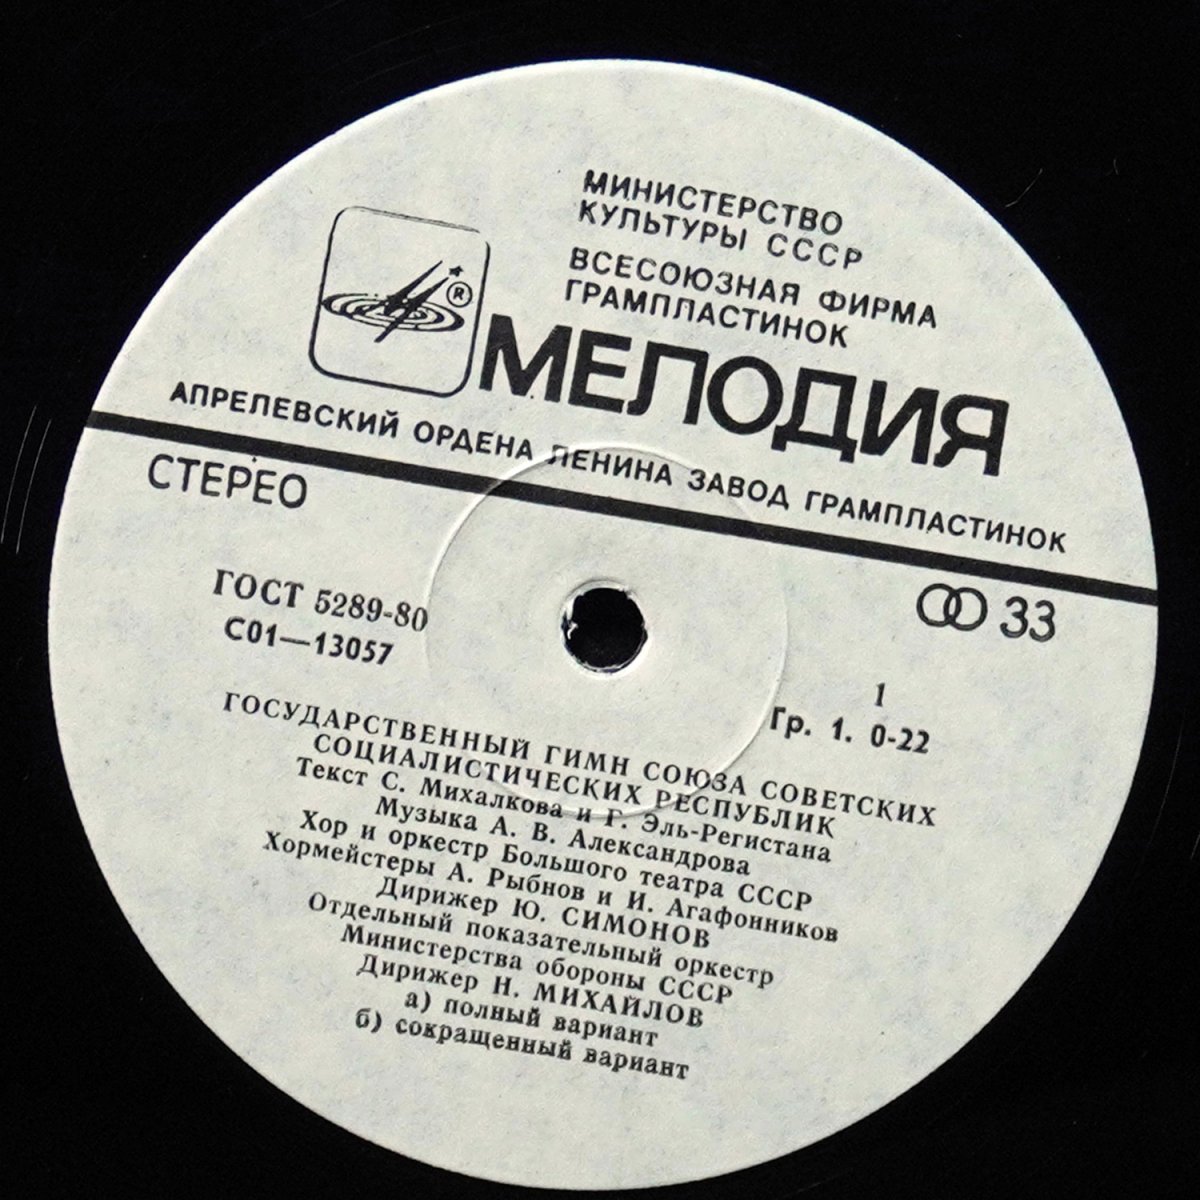 МИНИСТЕРСТВО
КУЛЬТУРЫ СССР
ВСЕСОЮЗНАЯ ФИРМА
ГРАМПЛАСТИНОК
®
МЕЛОДИЯ
АПРЕЛЕВСКИЙ ОРДЕНА ЛЕНИНА ЗАВОД ГРАМПЛАСТИНОК
СТЕРЕО
33
ГОСТ 5289-80
С01—13057
1
Гр. 1. 0-22
ГОСУДАРСТВЕННЫЙ ГИМН СОЮЗА СОВЕТСКИХ
СОЦИАЛИСТИЧЕСКИХ РЕСПУБЛИК
Текст С. Михалкова и Г. Эль-Регистана
Музыка А. В. Александрова
Хор и оркестр Большого театра СССР
Хормейстеры А. Рыбнов и И. Агафонников
Дирижер Ю. СИМОНОВ
Отдельный показательный оркестр
Министерства обороны СССР
Дирижер Н. МИХАЙЛОВ
а) полный вариант
б) сокращенный вариант